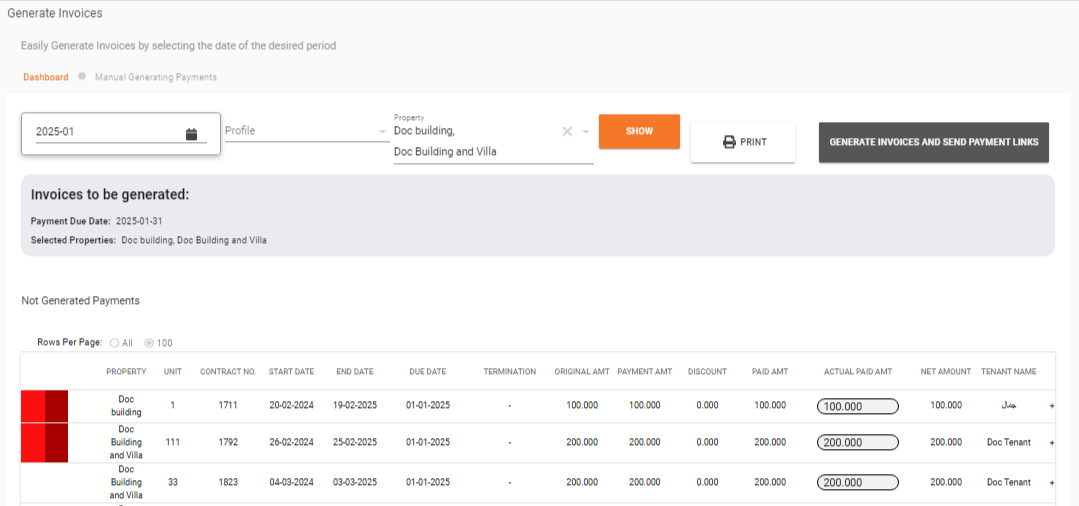 Generate Invoices
Easily Generate Invoices by selecting the date of the desired period
Dashboard Manual Generating Payments
2025-01
Profile
Property
Doc building,
Doc Building and Villa
SHOW
PRINT
GENERATE INVOICES AND SEND PAYMENT LINKS
Invoices to be generated:
Payment Due Date: 2025-01-31
Selected Properties: Doc building, Doc Building and Villa
Not Generated Payments
Rows Per Page: All 100
PROPERTY UNIT CONTRACT NO. START DATE END DATE DUE DATE TERMINATION ORIGINAL AMT PAYMENT AMT DISCOUNT PAID AMT ACTUAL PAID AMT NET AMOUNT TENANT NAME
Doc building 1 1711 20-02-2024 19-02-2025 01-01-2025 - 100.000 100.000 0.000 100.000 100.000 100.000 +
Doc Building and Villa 111 1792 26-02-2024 25-02-2025 01-01-2025 - 200.000 200.000 0.000 200.000 200.000 200.000 Doc Tenant +
Doc Building and Villa 33 1823 04-03-2024 03-03-2025 01-01-2025 - 200.000 200.000 0.000 200.000 200.000 200.000 Doc Tenant +